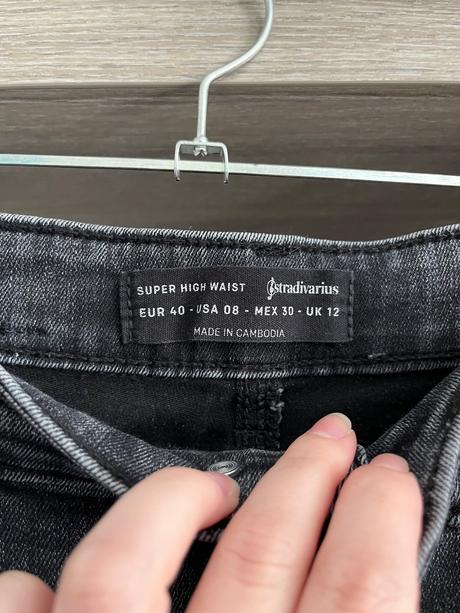 SUPER HIGH WAIST stradivarius
EUR 40 - USA 08 - MEX 30 - UK 12
MADE IN CAMBODIA